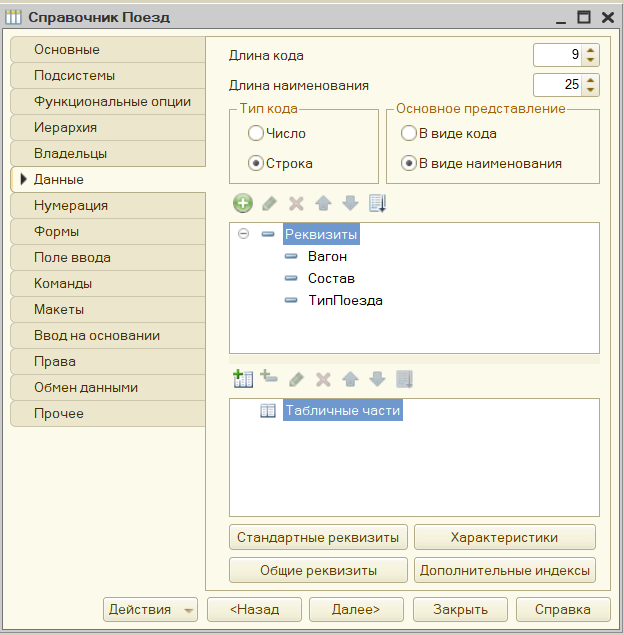 Справочник Поезд
Основные
Подсистемы
Функциональные опции
Иерархия
Владельцы
Данные
Нумерация
Формы
Поле ввода
Команды
Макеты
Ввод на основании
Права
Обмен данными
Прочее
Длина кода 9
Длина наименования 25
Тип кода
Число
Строка
Основное представление
В виде кода
В виде наименования
Реквизиты
Вагон
Состав
ТипПоезда
Табличные части
Стандартные реквизиты Характеристики
Общие реквизиты Дополнительные индексы
Действия <Назад Далее> Закрыть Справка